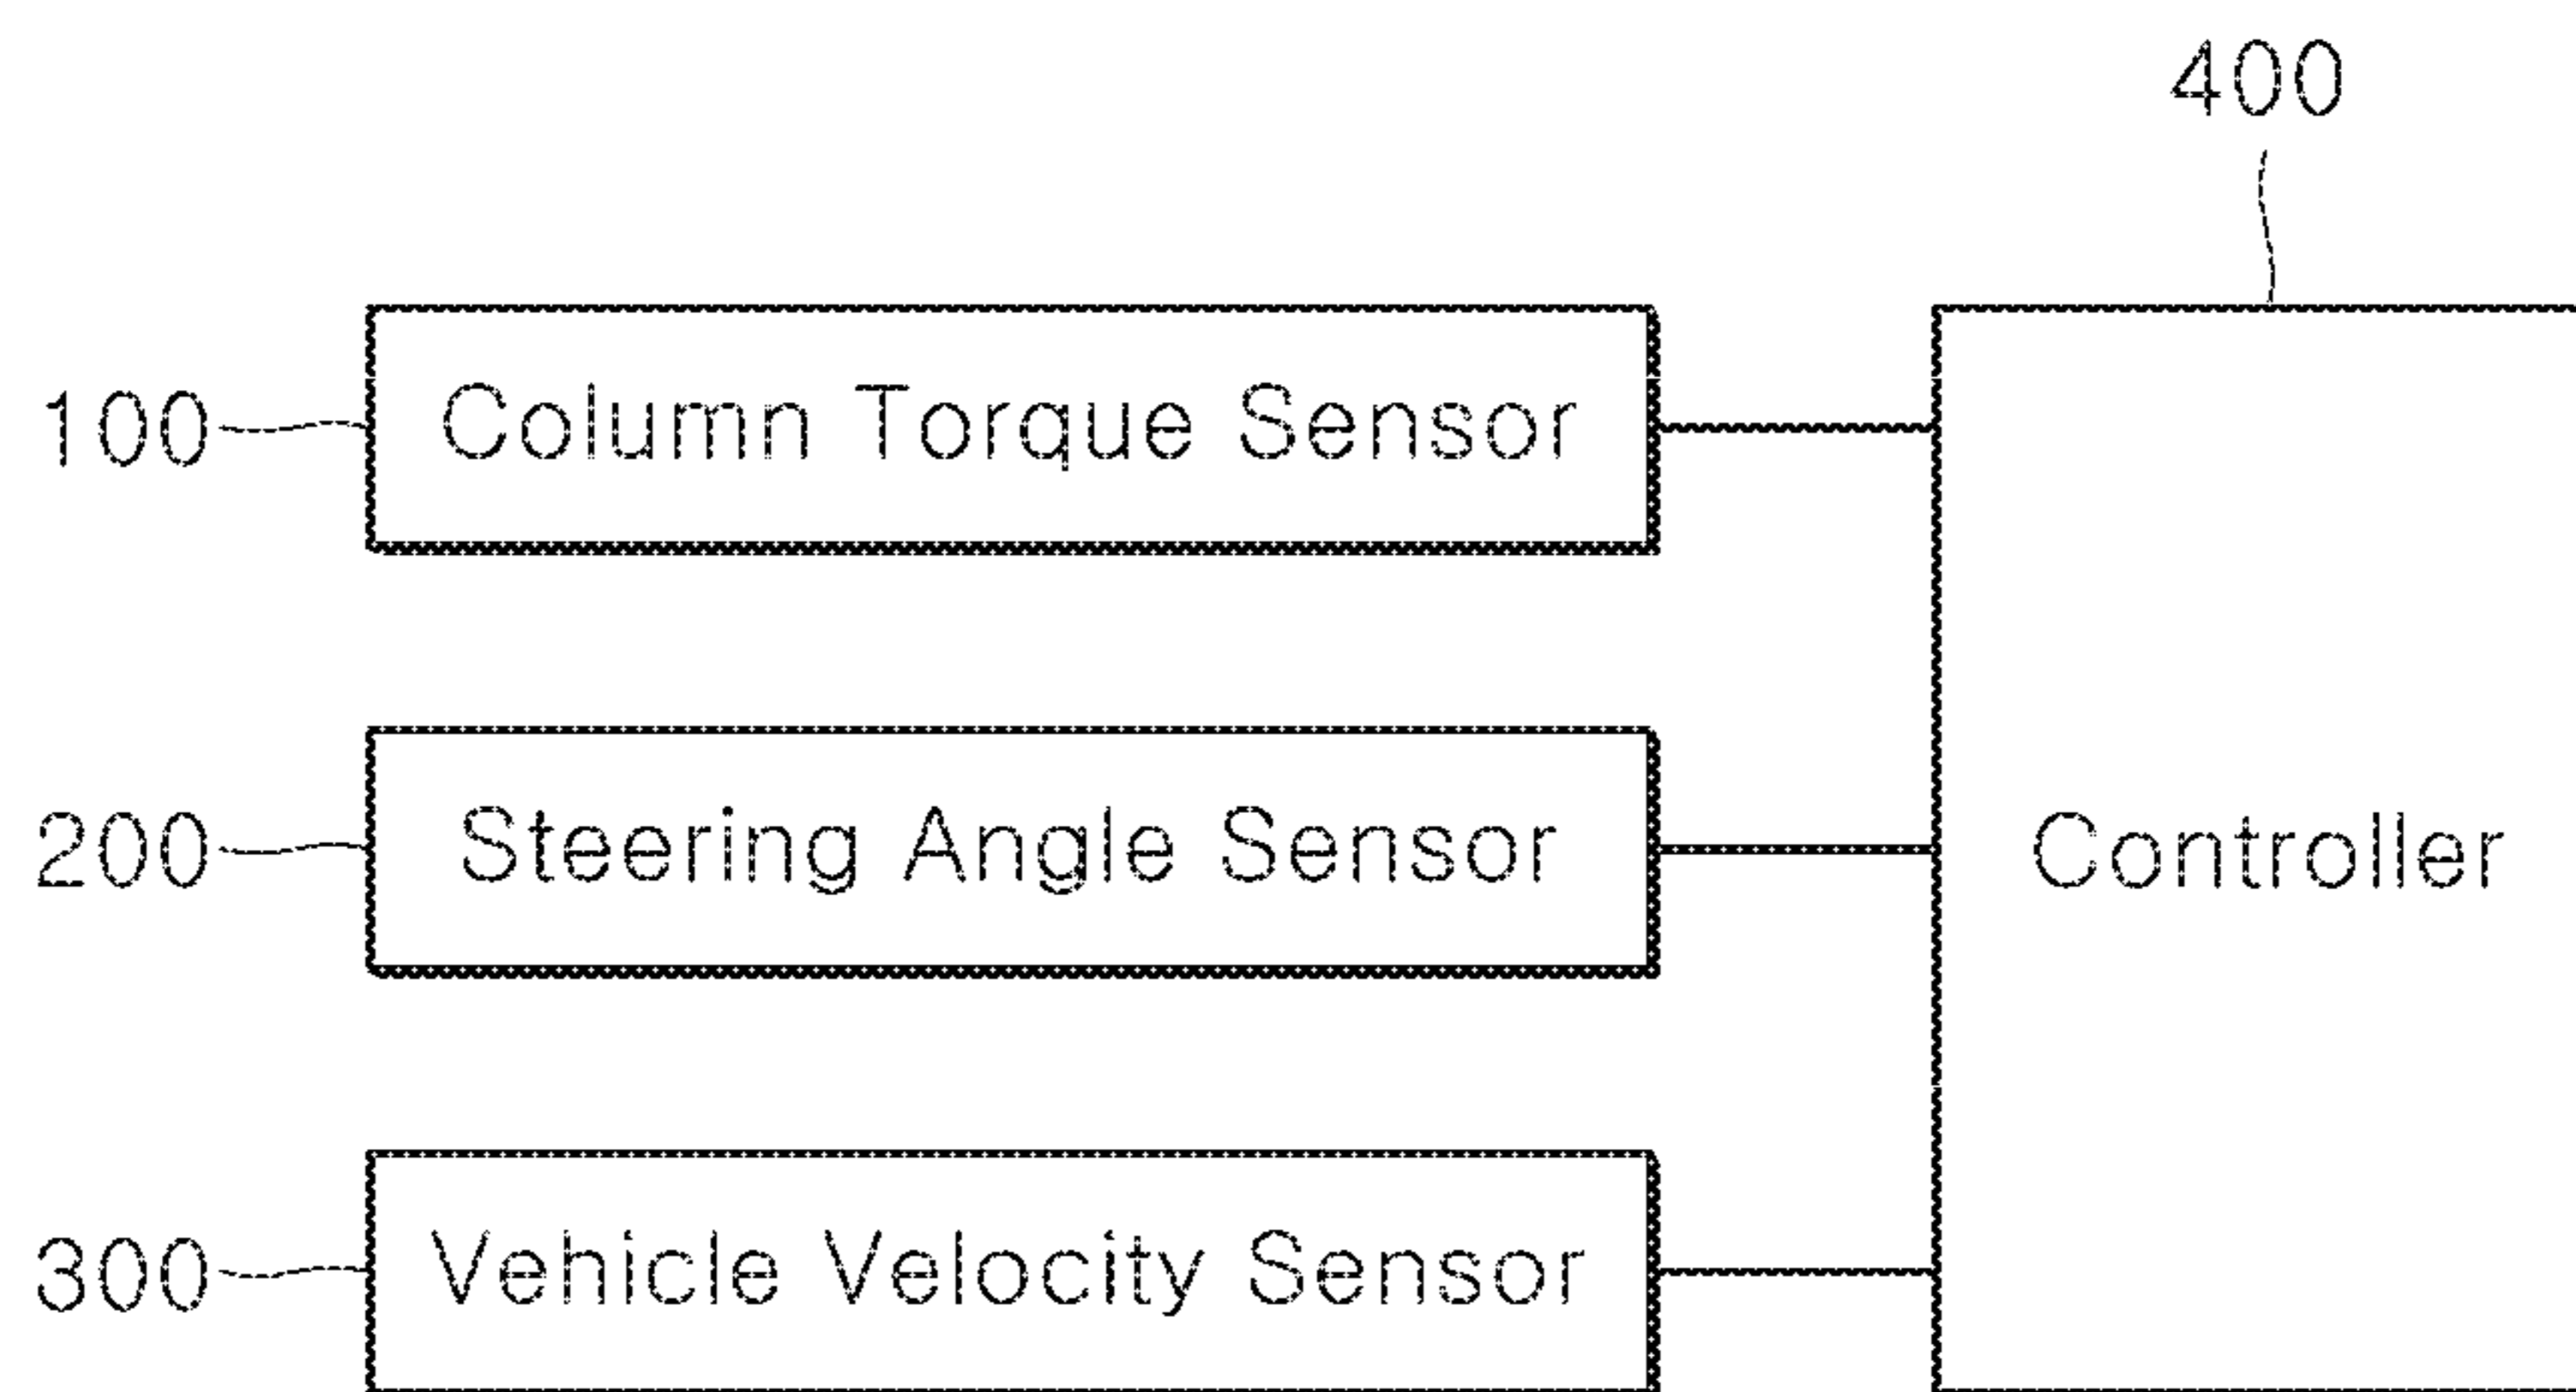 400
100 Column Torque Sensor
200 Steering Angle Sensor Controller
300 Vehicle Velocity Sensor